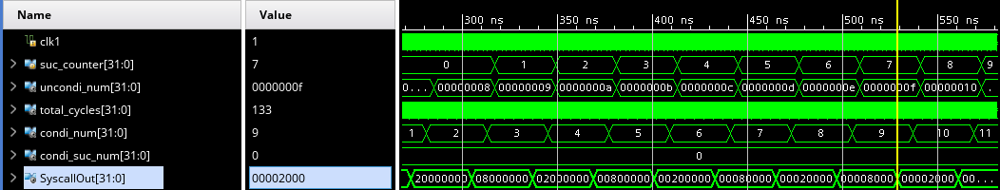 Name Value 300 ns 350 ns 400 ns 450 ns 500 ns 550 ns
clk1 1
suc_counter[31:0] 7 0 1 2 3 4 5 6 7 8 9
uncondi_num[31:0] 0000000f 0... 00000008 00000009 0000000a 0000000b 0000000c 0000000d 0000000e 0000000f 00000010 .
total_cycles[31:0] 133
condi_num[31:0] 9 1 2 3 4 5 6 7 8 9 10 11
condi_suc_num[31:0] 0 0
SyscallOut[31:0] 00002000 20000000 08000000 02000000 00800000 00200000 00080000 00020000 00008000 00002000 00...